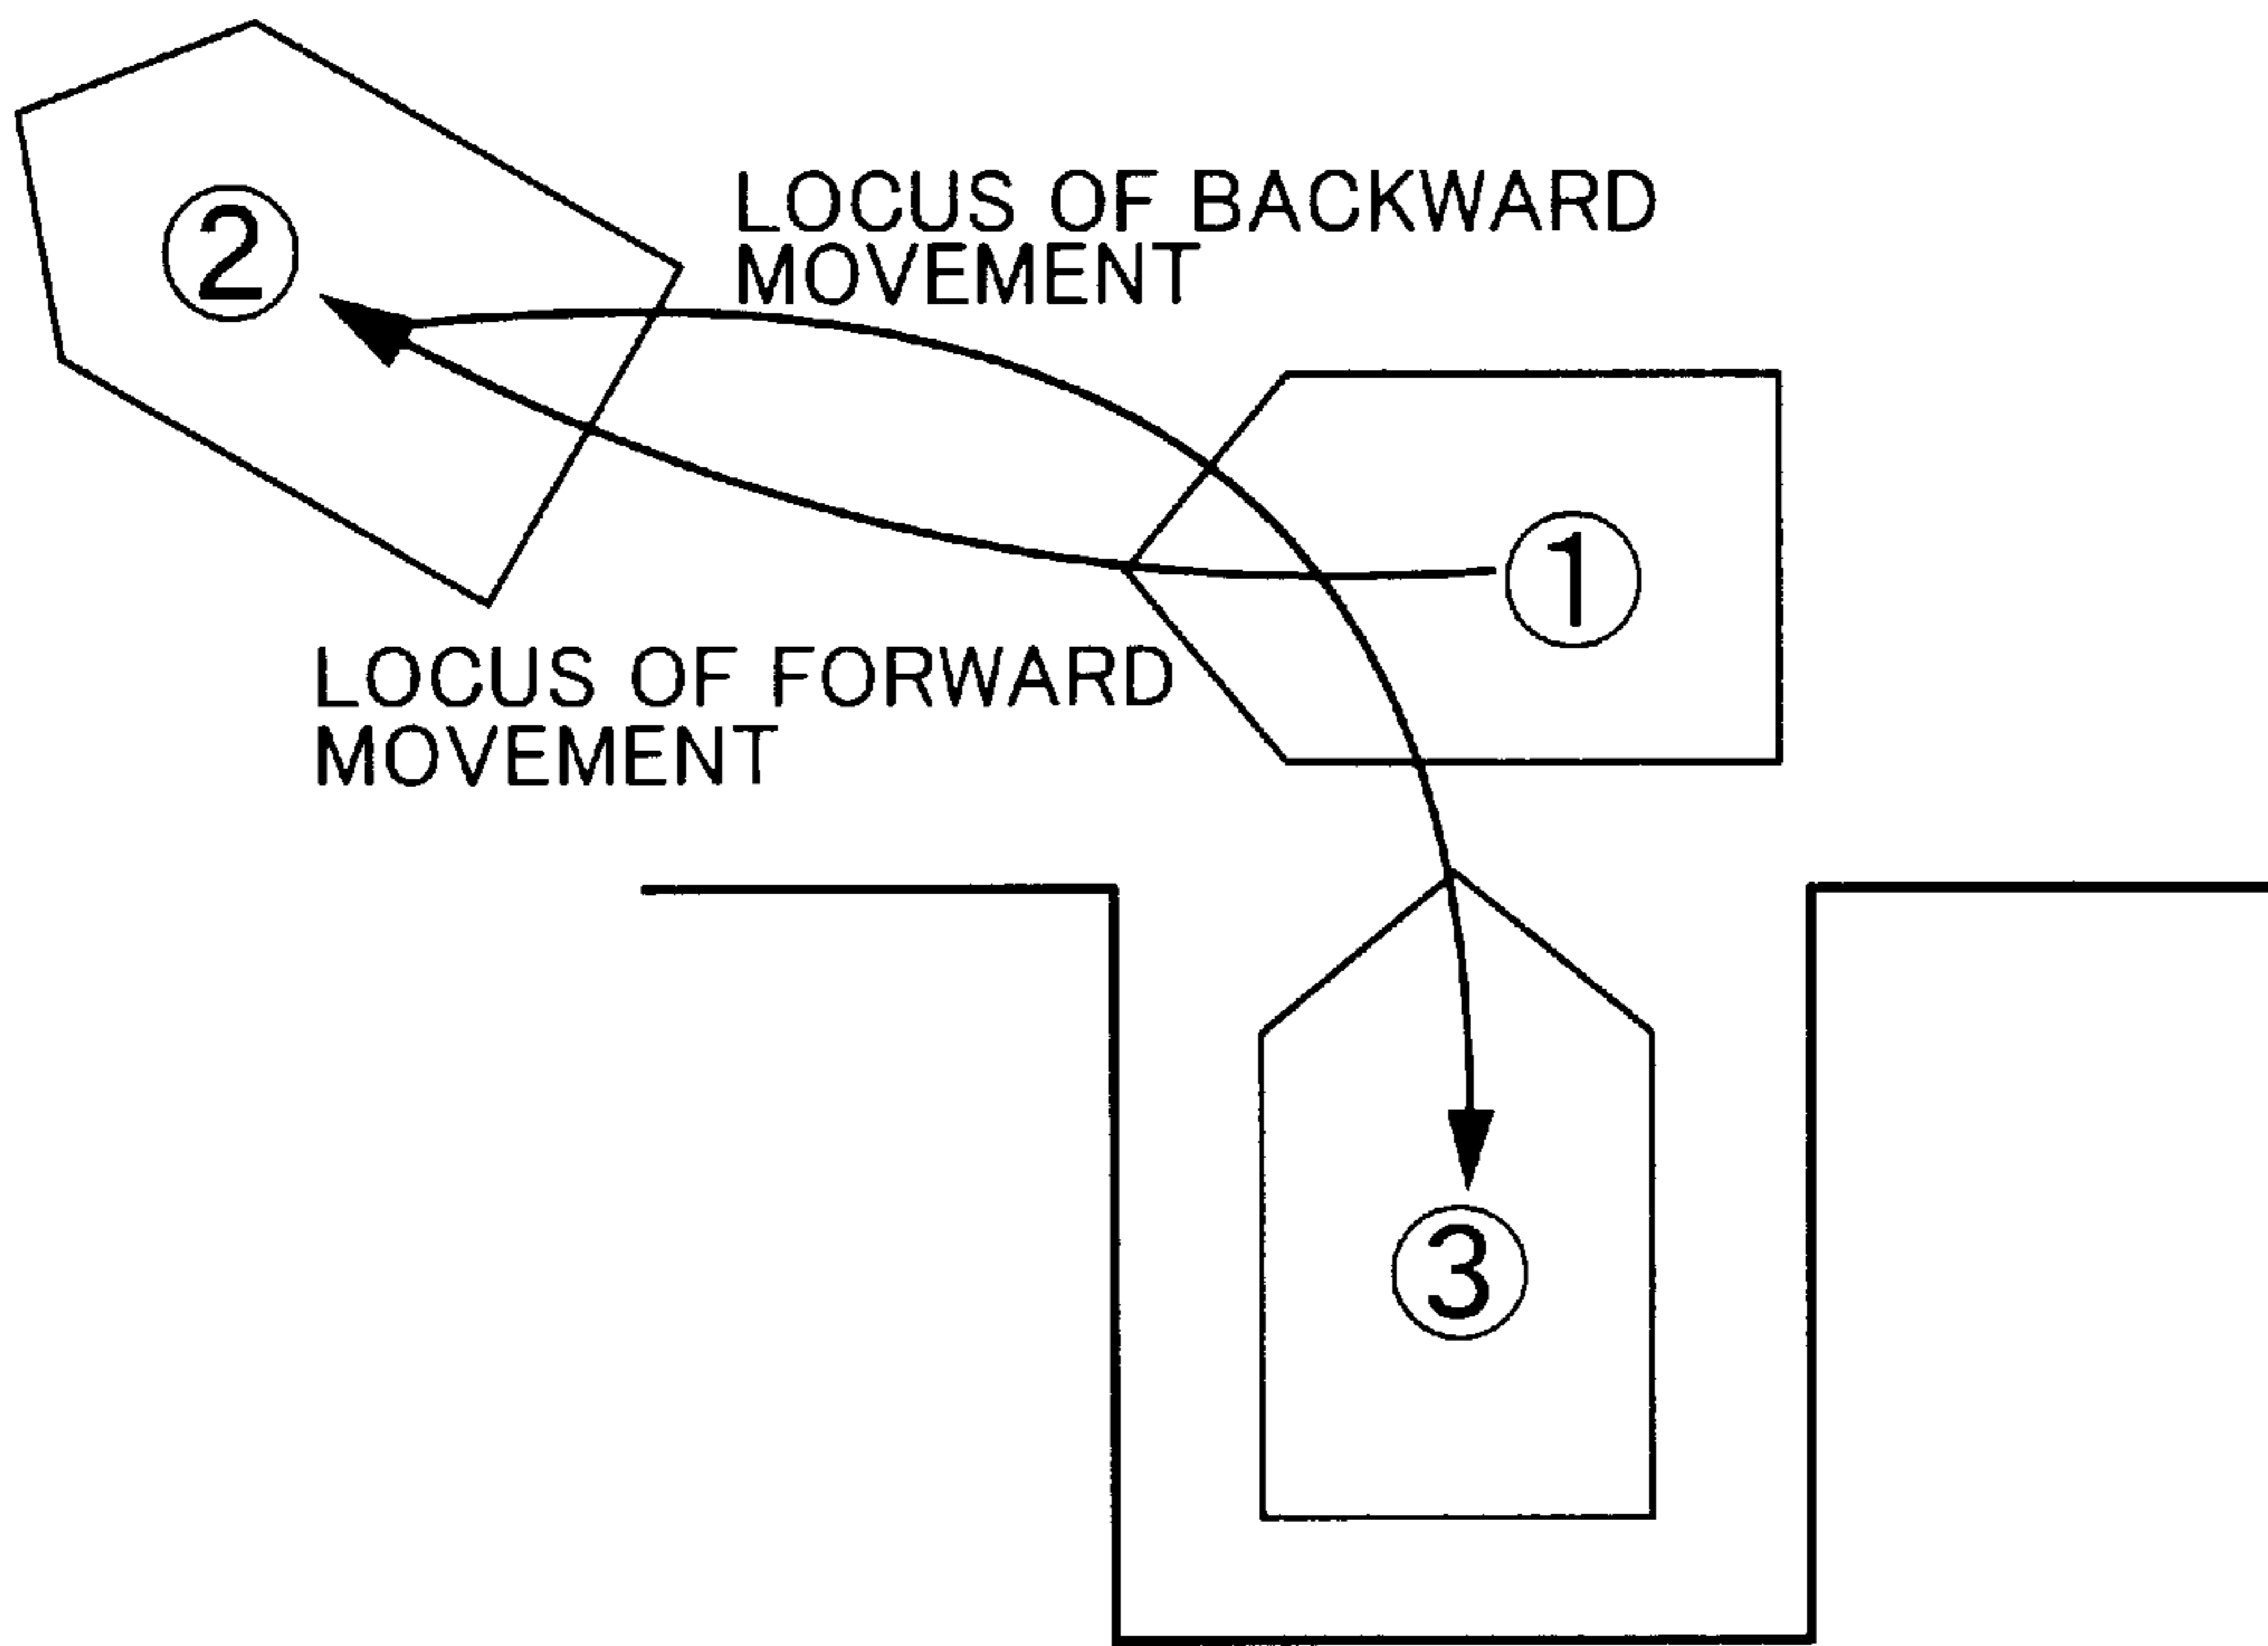 ②
LOCUS OF BACKWARD
MOVEMENT
①
LOCUS OF FORWARD
MOVEMENT
③